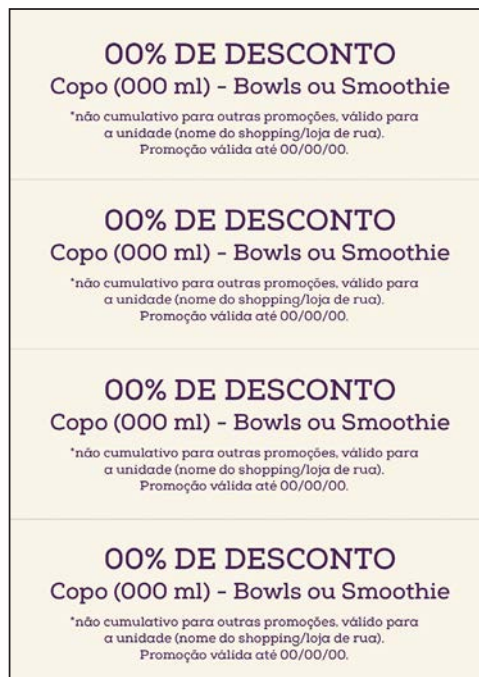 00% DE DESCONTO
Copo (000 ml) - Bowls ou Smoothie
*não cumulativo para outras promoções, válido para
a unidade (nome do shopping/loja de rua).
Promoção válida até 00/00/00.
00% DE DESCONTO
Copo (000 ml) - Bowls ou Smoothie
*não cumulativo para outras promoções, válido para
a unidade (nome do shopping/loja de rua).
Promoção válida até 00/00/00.
00% DE DESCONTO
Copo (000 ml) - Bowls ou Smoothie
*não cumulativo para outras promoções, válido para
a unidade (nome do shopping/loja de rua).
Promoção válida até 00/00/00.
00% DE DESCONTO
Copo (000 ml) - Bowls ou Smoothie
*não cumulativo para outras promoções, válido para
a unidade (nome do shopping/loja de rua).
Promoção válida até 00/00/00.